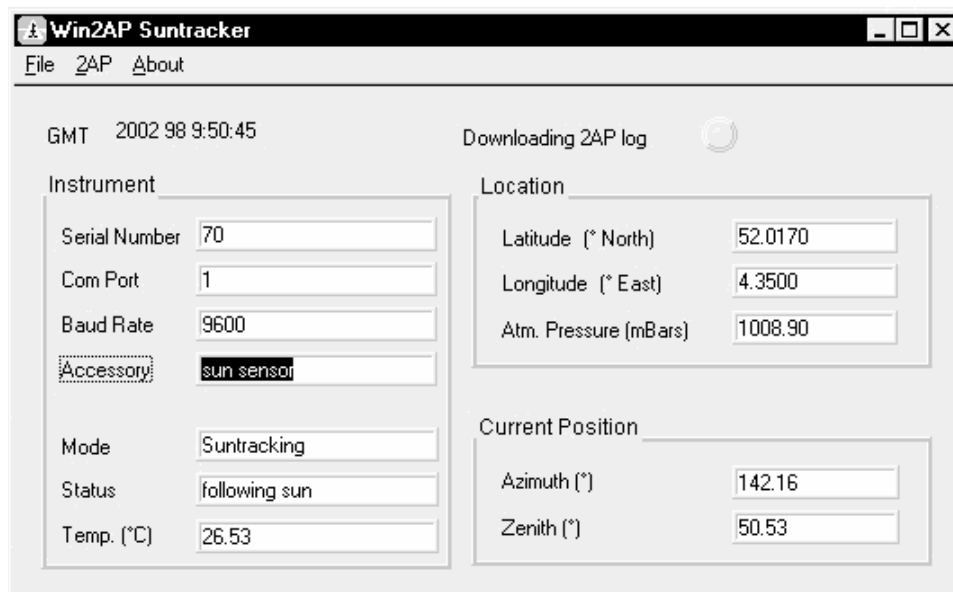 Win2AP Suntracker
File 2AP About
GMT 2002 98 9:50:45
Downloading 2AP log
Instrument
Serial Number 70
Com Port 1
Baud Rate 9600
Accessory sun sensor
Mode Suntracking
Status following sun
Temp. (°C) 26.53
Location
Latitude (° North) 52.0170
Longitude (° East) 4.3500
Atm. Pressure (mBars) 1008.90
Current Position
Azimuth (°) 142.16
Zenith (°) 50.53